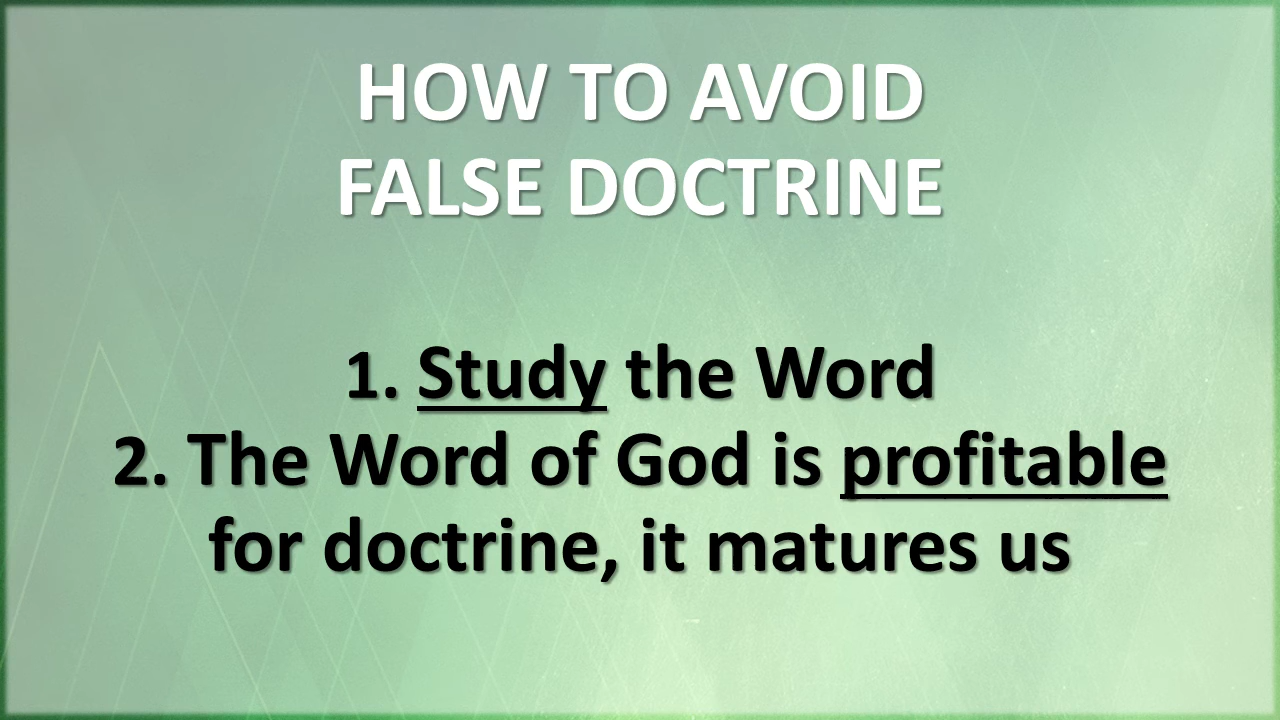 HOW TO AVOID
FALSE DOCTRINE
1. Study the Word
2. The Word of God is profitable
for doctrine, it matures us